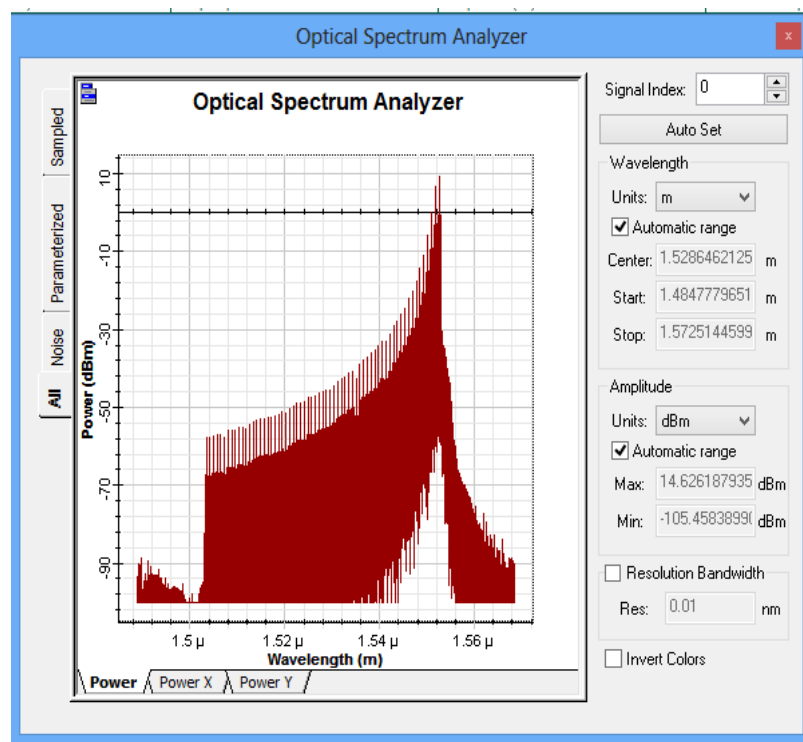 Optical Spectrum Analyzer
x
Sampled
Parameterized
Noise
All
Optical Spectrum Analyzer
Power (dBm)
10
-10
-30
-50
-70
-90
1.5 µ
1.52 µ
1.54 µ
1.56 µ
Wavelength (m)
Power
Power X
Power Y
Signal Index: 0
Auto Set
Wavelength
Units: m
Automatic range
Center: 1.5286462125 m
Start: 1.4847779651 m
Stop: 1.5725144599 m
Amplitude
Units: dBm
Automatic range
Max: 14.626187935 dBm
Min: -105.4583899 dBm
Resolution Bandwidth
Res: 0.01 nm
Invert Colors